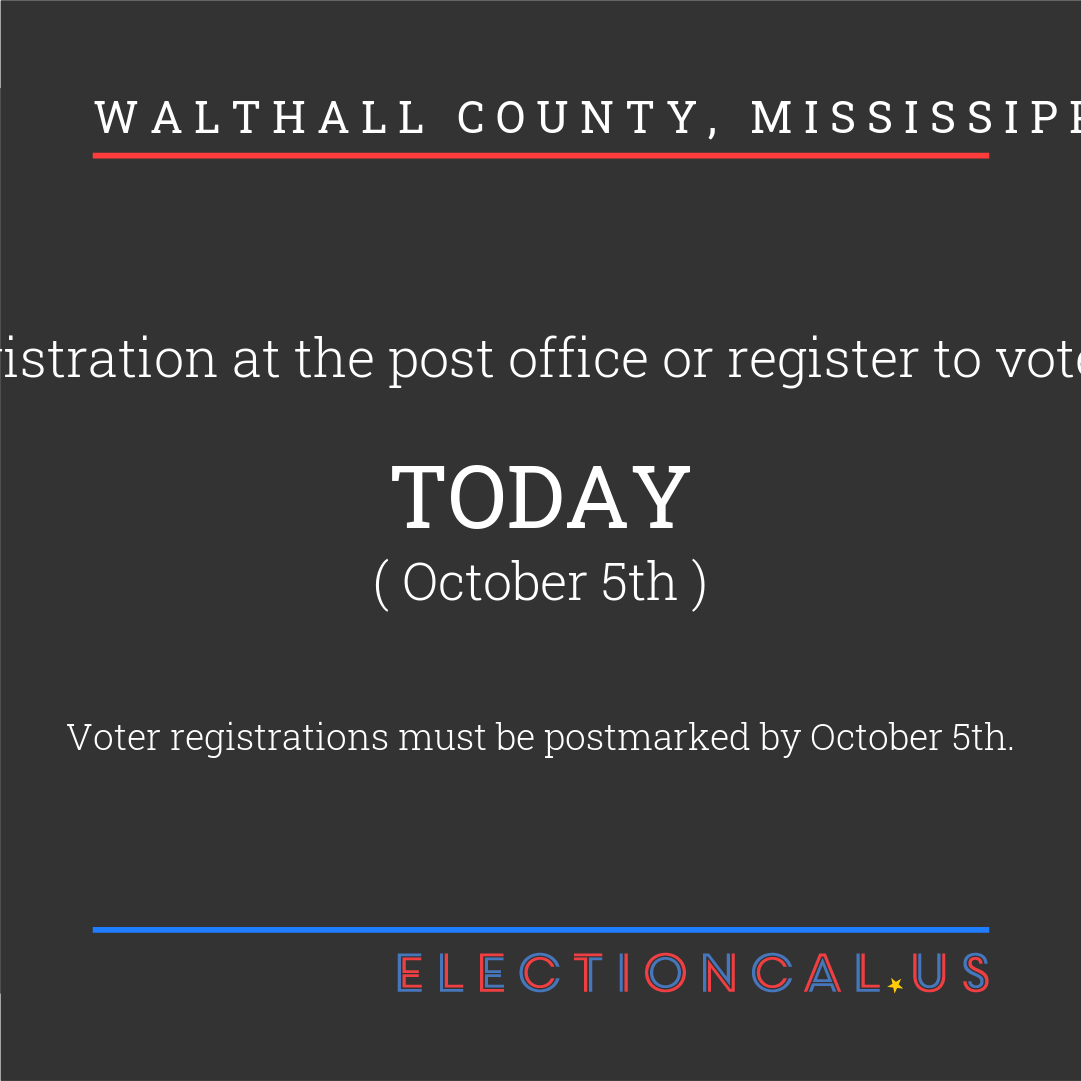 WALTHALL COUNTY, MISSISSIPP
istration at the post office or register to vote
TODAY
( October 5th )
Voter registrations must be postmarked by October 5th.
ELECTIONCAL.US